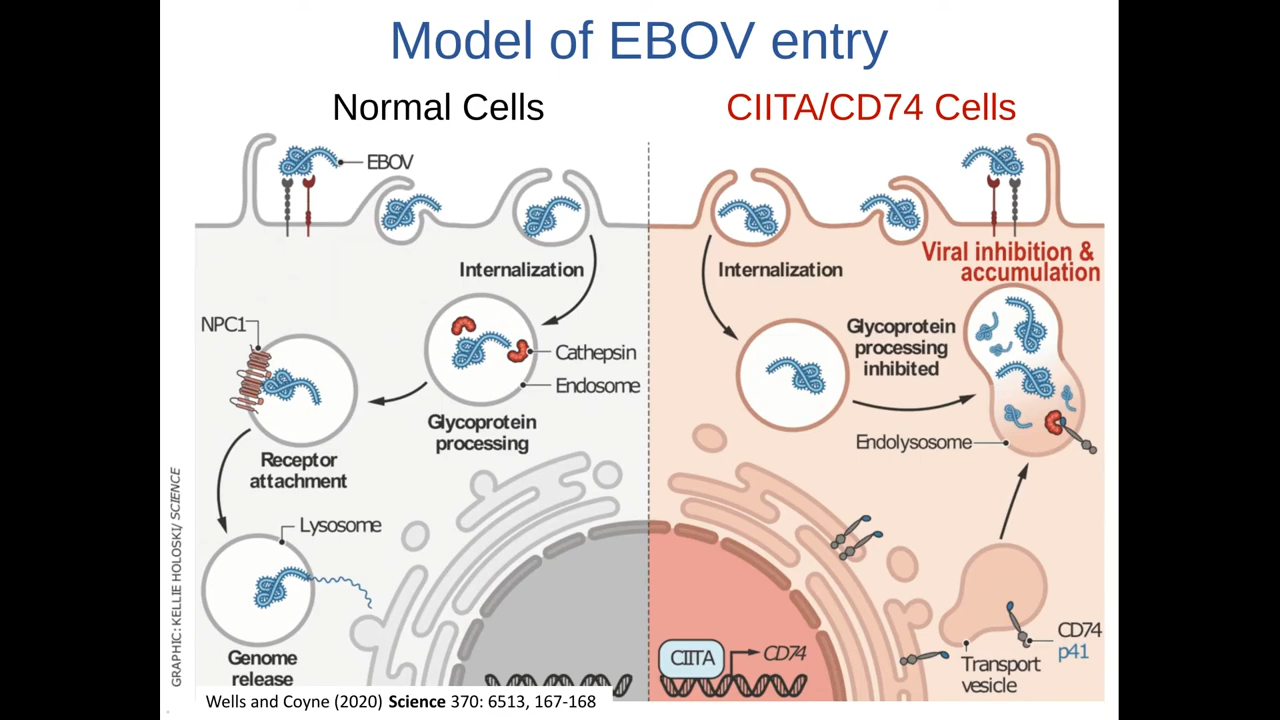 Model of EBOV entry
Normal Cells
CIITA/CD74 Cells
EBOV
Internalization
NPC1
Cathepsin
Endosome
Glycoprotein
processing
Receptor
attachment
Lysosome
Genome
release
Internalization
Viral inhibition &
accumulation
Glycoprotein
processing
inhibited
Endolysosome
CIITA
CD74
CD74
p41
Transport
vesicle
GRAPHIC: KELLIE HOLOSKI/ SCIENCE
Wells and Coyne (2020) Science 370: 6513, 167-168